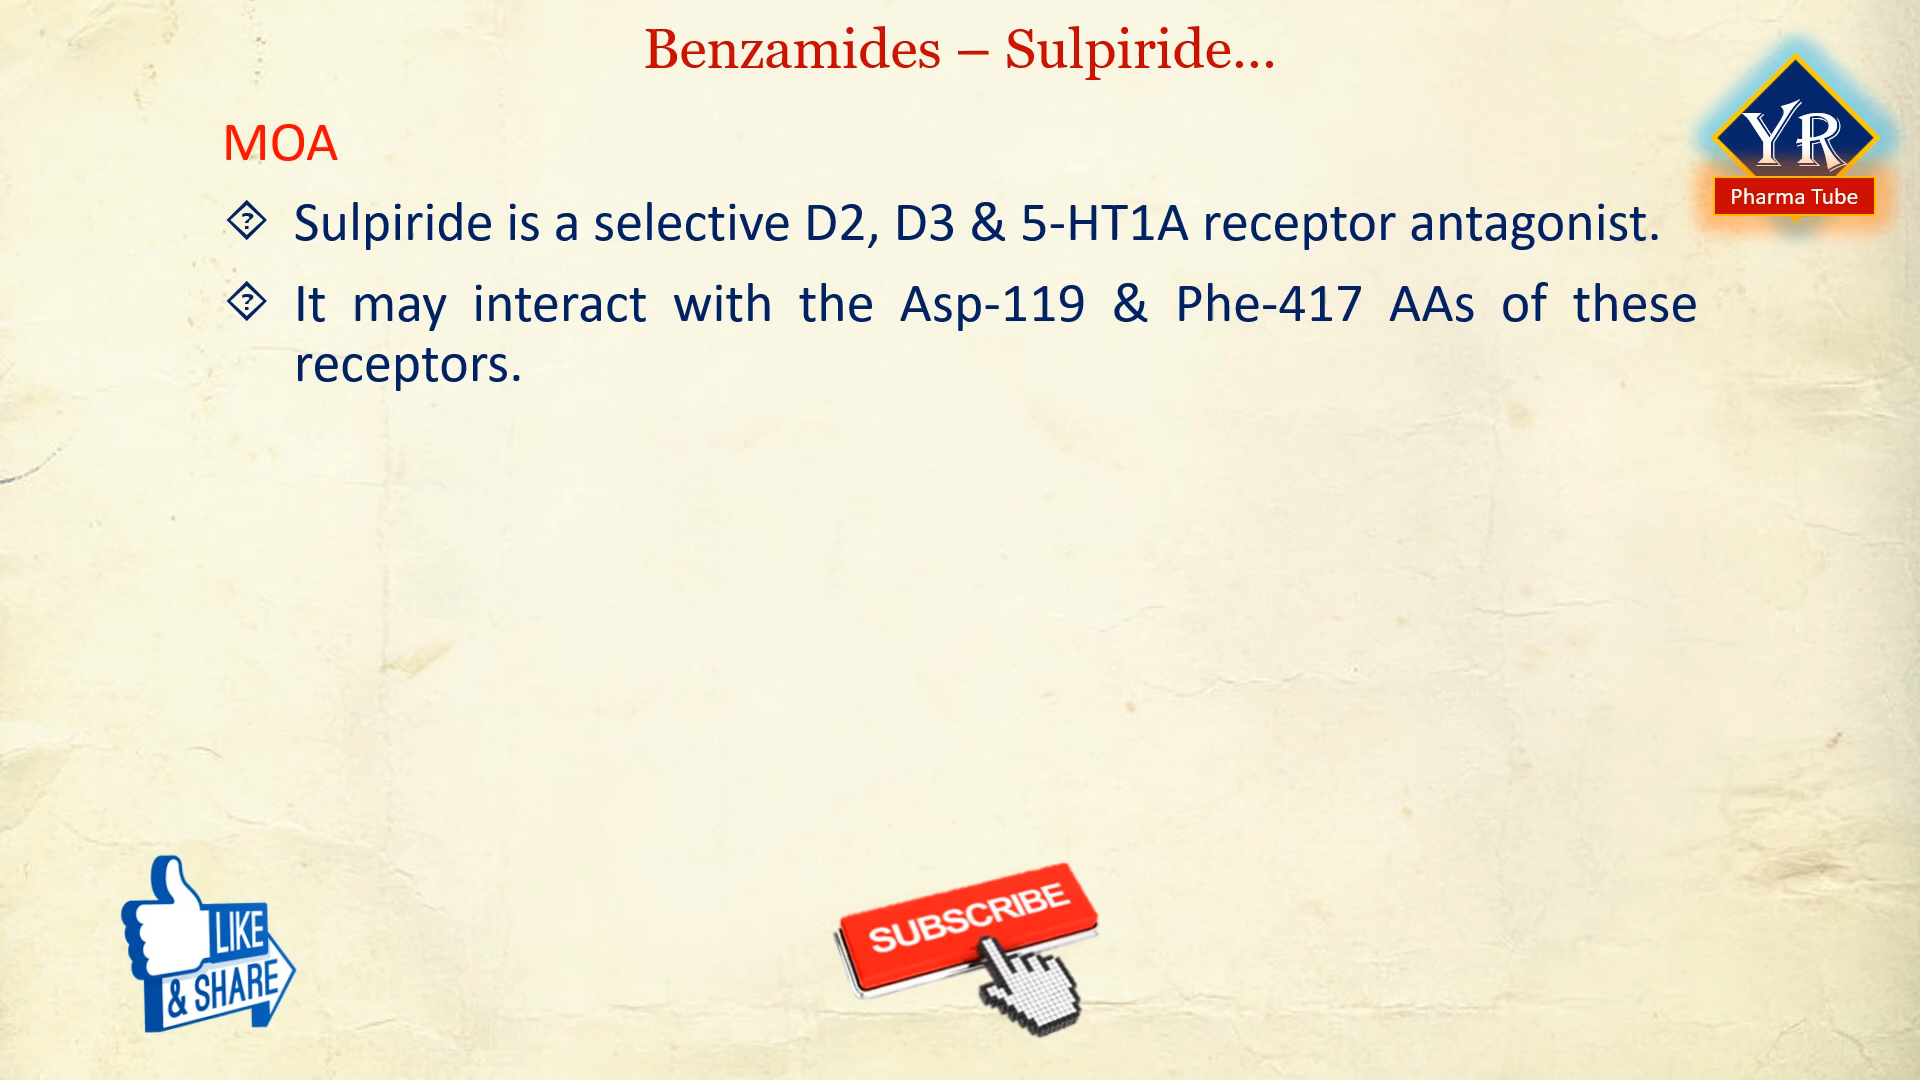 Benzamides – Sulpiride...
MOA
Sulpiride is a selective D2, D3 & 5-HT1A receptor antagonist.
It may interact with the Asp-119 & Phe-417 AAs of these
receptors.
YR
Pharma Tube
LIKE
& SHARE
SUBSCRIBE